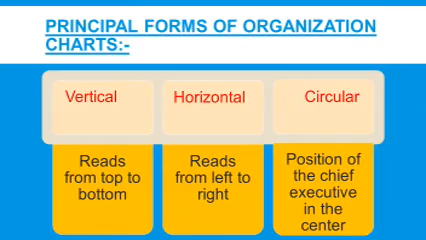 PRINCIPAL FORMS OF ORGANIZATION
CHARTS:-
Vertical
Horizontal
Circular
Reads
from top to
bottom
Reads
from left to
right
Position of
the chief
executive
in the
center